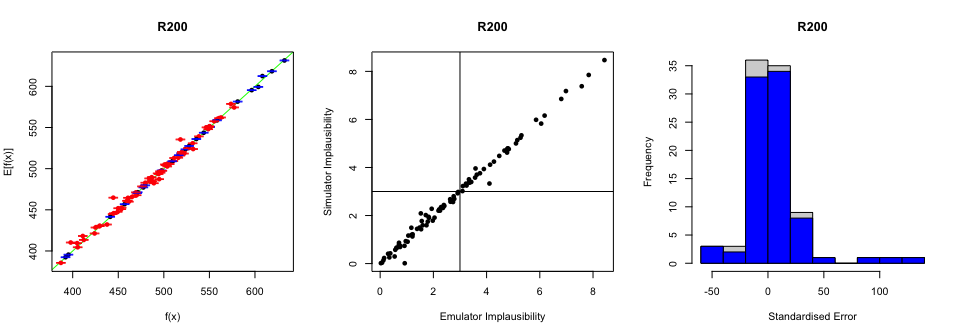 R200
E[f(x)]
400 450 500 550 600
400 450 500 550 600
f(x)
R200
Simulator Implausibility
0 2 4 6 8
0 2 4 6 8
Emulator Implausibility
R200
Frequency
0 5 10 15 20 25 30 35
-50 0 50 100
Standardised Error